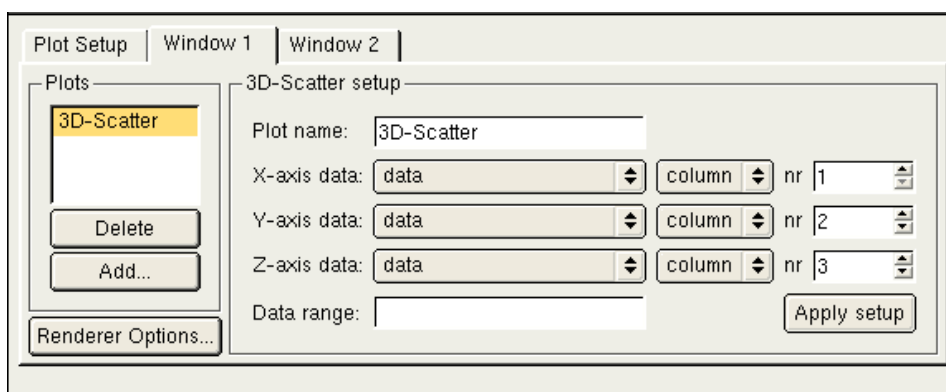 Plot Setup Window 1 Window 2
Plots
3D-Scatter
Delete
Add...
Renderer Options...
3D-Scatter setup
Plot name: 3D-Scatter
X-axis data: data column nr 1
Y-axis data: data column nr 2
Z-axis data: data column nr 3
Data range:
Apply setup